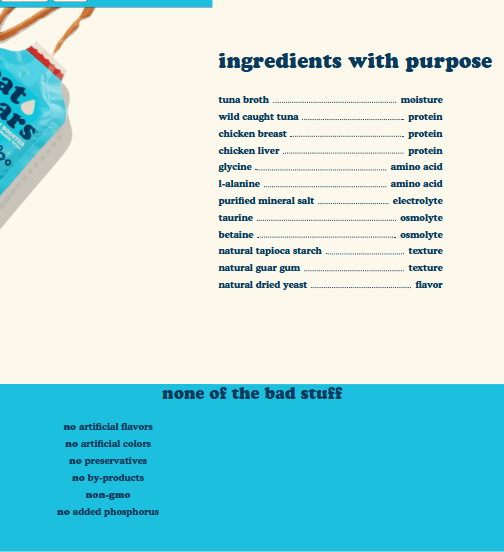 ingredients with purpose
tuna broth ........ moisture
wild caught tuna ........ protein
chicken breast ........ protein
chicken liver ........ protein
glycine ........ amino acid
l-alanine ........ amino acid
purified mineral salt ........ electrolyte
taurine ........ osmolyte
betaine ........ osmolyte
natural tapioca starch ........ texture
natural guar gum ........ texture
natural dried yeast ........ flavor
none of the bad stuff
no artificial flavors
no artificial colors
no preservatives
no by-products
non-gmo
no added phosphorus